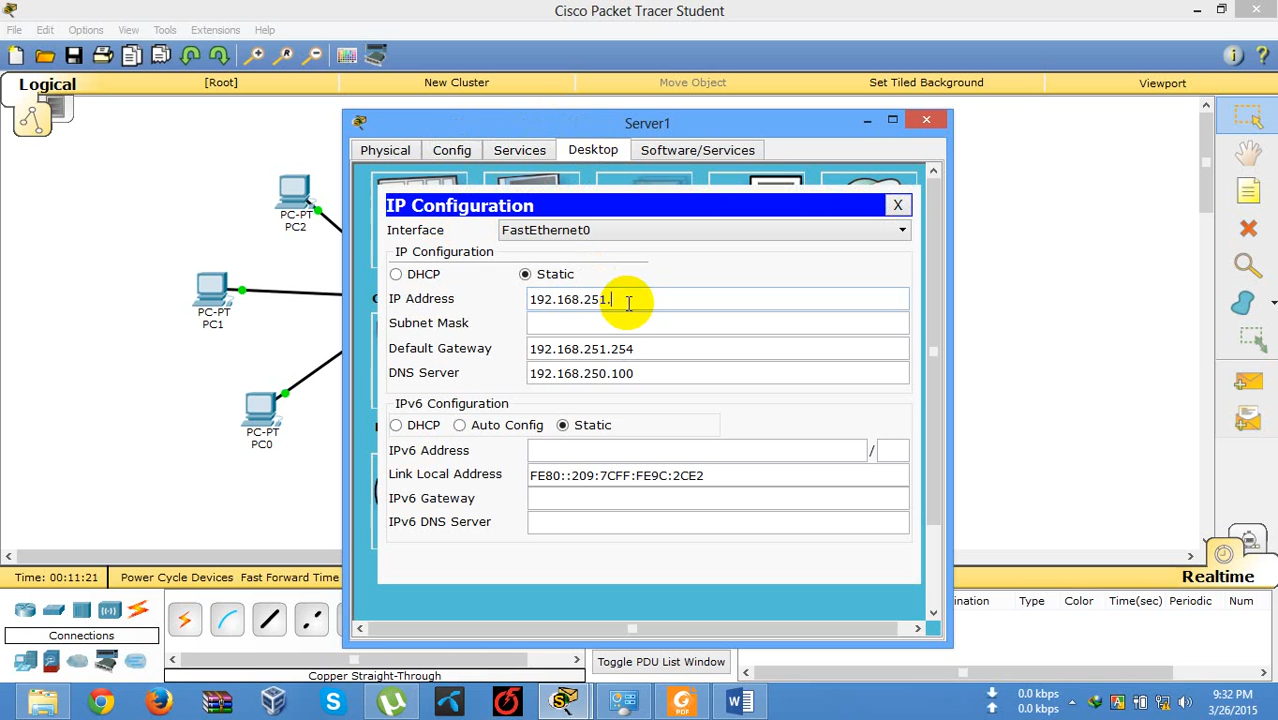 Cisco Packet Tracer Student
File Edit Options View Tools Extensions Help
Logical
[Root]
New Cluster
Move Object
Set Tiled Background
Viewport
Server1
Physical
Config
Services
Desktop
Software/Services
IP Configuration
X
Interface
FastEthernet0
IP Configuration
DHCP
Static
IP Address
192.168.251.
Subnet Mask
Default Gateway
192.168.251.254
DNS Server
192.168.250.100
IPv6 Configuration
DHCP
Auto Config
Static
IPv6 Address
/
Link Local Address
FE80::209:7CFF:FE9C:2CE2
IPv6 Gateway
IPv6 DNS Server
PC-PT
PC2
PC-PT
PC1
PC-PT
PC0
Time: 00:11:21
Power Cycle Devices Fast Forward Time
Realtime
Connections
Copper Straight-Through
Toggle PDU List Window
Type
Color
Time(sec)
Periodic
Num
W
PDF
0.0 kbps
0.0 kbps
9:32 PM
3/26/2015